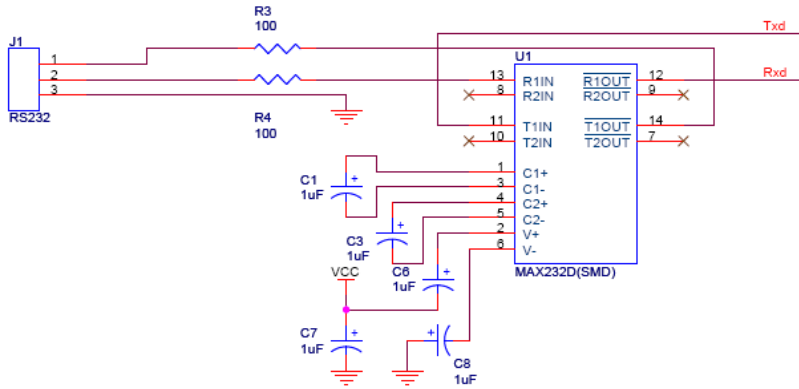 R3
100
Txd
J1
U1
1
13
R1IN
R1OUT
12
Rxd
2
8
R2IN
R2OUT
9
3
RS232
R4
100
11
T1IN
T1OUT
14
10
T2IN
T2OUT
7
C1
1uF
+
1
C1+
3
C1-
4
C2+
5
C2-
2
V+
6
V-
C3
1uF
+
MAX232D(SMD)
VCC
C6
1uF
+
C7
1uF
+
+
C8
1uF